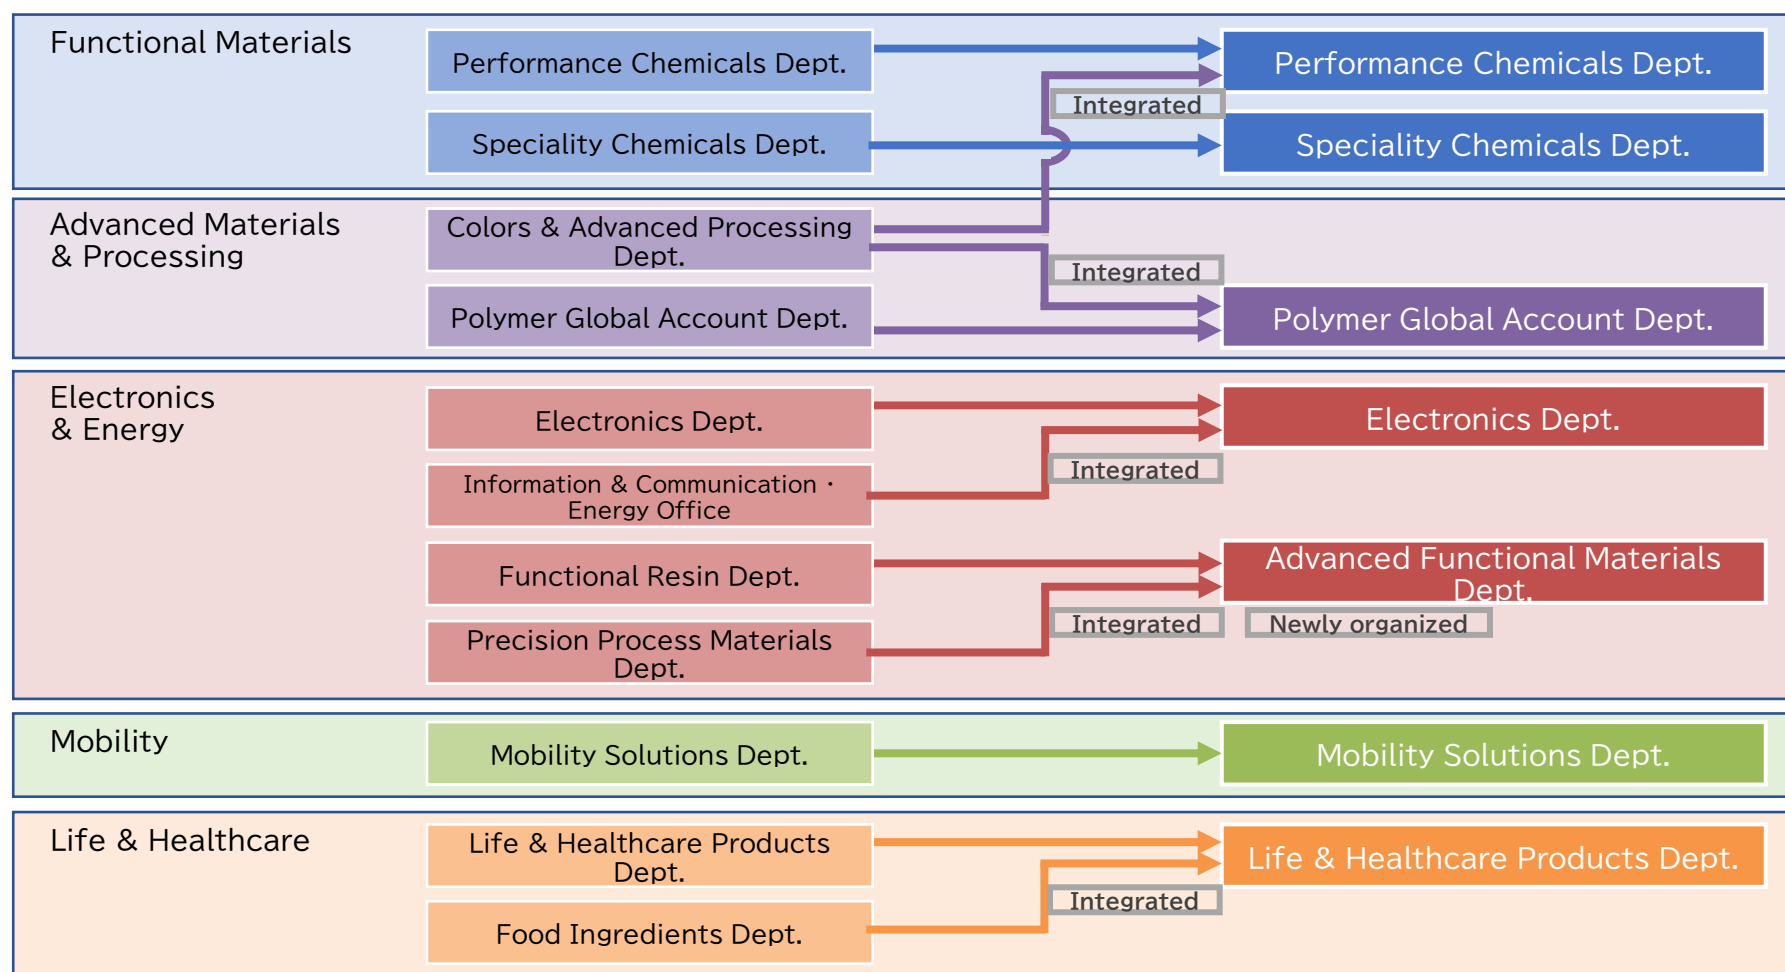 Functional Materials
Performance Chemicals Dept.
Performance Chemicals Dept.
Integrated
Speciality Chemicals Dept.
Speciality Chemicals Dept.
Advanced Materials
& Processing
Colors & Advanced Processing
Dept.
Integrated
Polymer Global Account Dept.
Polymer Global Account Dept.
Electronics
& Energy
Electronics Dept.
Electronics Dept.
Integrated
Information & Communication・
Energy Office
Functional Resin Dept.
Advanced Functional Materials
Dept.
Integrated
Newly organized
Precision Process Materials
Dept.
Mobility
Mobility Solutions Dept.
Mobility Solutions Dept.
Life & Healthcare
Life & Healthcare Products
Dept.
Life & Healthcare Products Dept.
Integrated
Food Ingredients Dept.